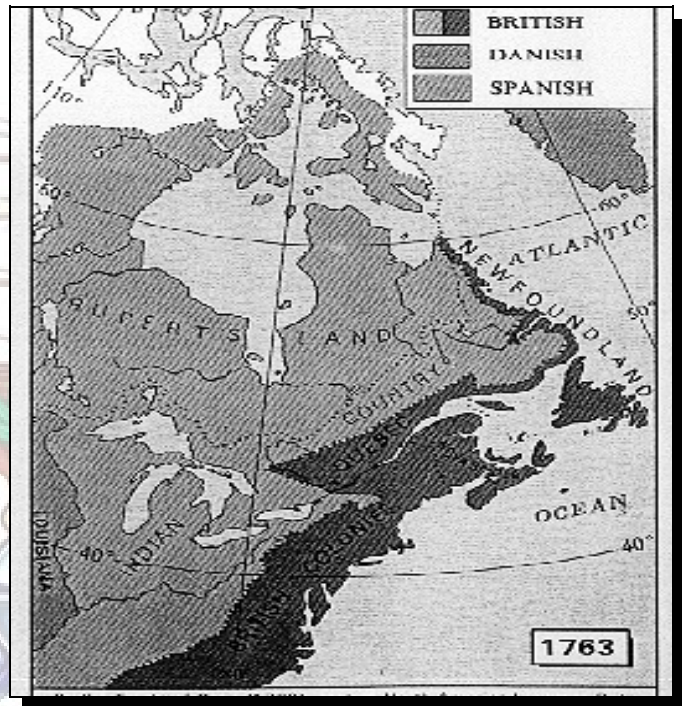 BRITISH
DANISH
SPANISH
110°
60°
60°
ATLANTIC
NEWFOUNDLAND
50°
RUPERT'S LAND
COUNTRY
QUEBEC
OCEAN
LOUISIANA
40°
INDIAN
BRITISH COLONIES
40°
1763